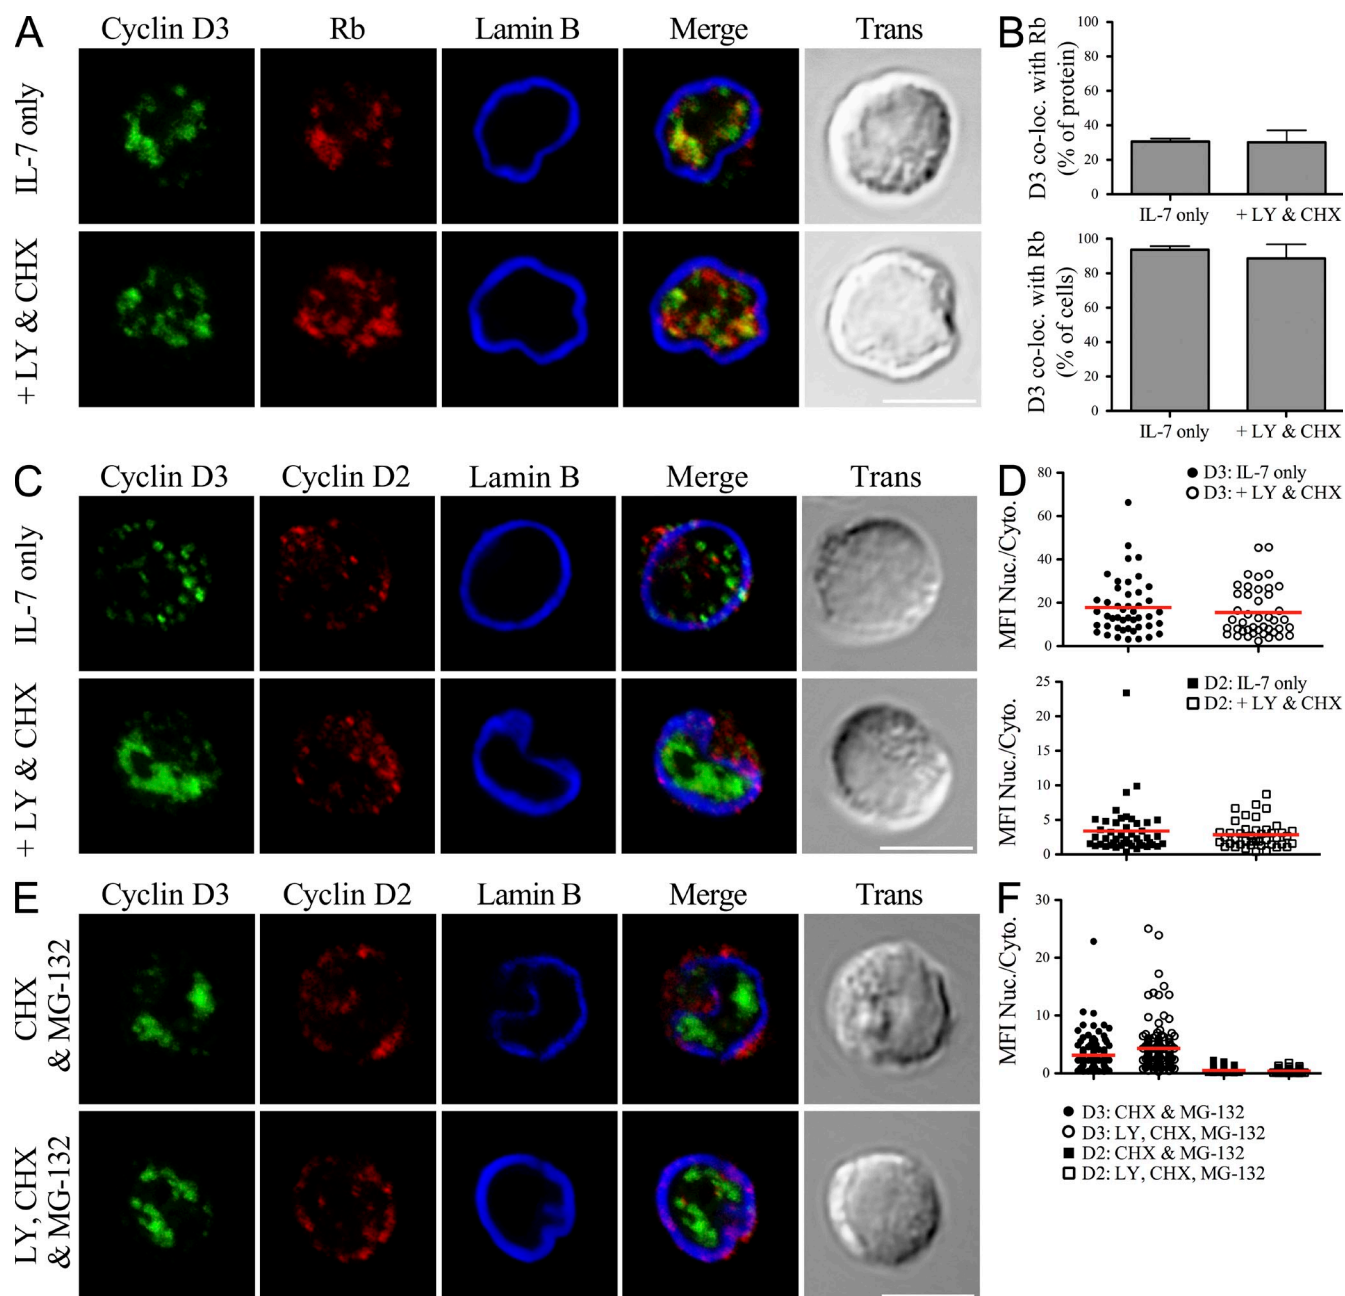 A
Cyclin D3 Rb Lamin B Merge Trans
IL-7 only
+ LY & CHX
B
D3 co-loc. with Rb
(% of protein)
100
80
60
40
20
0
IL-7 only + LY & CHX
D3 co-loc. with Rb
(% of cells)
100
80
60
40
20
0
IL-7 only + LY & CHX
C
Cyclin D3 Cyclin D2 Lamin B Merge Trans
IL-7 only
+ LY & CHX
D
MFI Nuc./Cyto.
80
60
40
20
0
D3: IL-7 only
D3: + LY & CHX
MFI Nuc./Cyto.
25
20
15
10
5
0
D2: IL-7 only
D2: + LY & CHX
E
Cyclin D3 Cyclin D2 Lamin B Merge Trans
CHX
& MG-132
LY, CHX
& MG-132
F
MFI Nuc./Cyto.
30
20
10
0
D3: CHX & MG-132
D3: LY, CHX, MG-132
D2: CHX & MG-132
D2: LY, CHX, MG-132